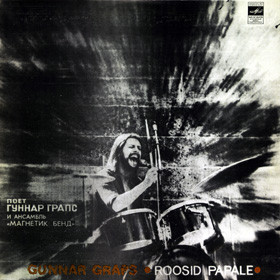 ПОЕТ
ГУННАР ГРАПС
И АНСАМБЛЬ
«МАГНЕТИК БЕНД»
GUNNAR GRAPS • ROOSID PAPALE •